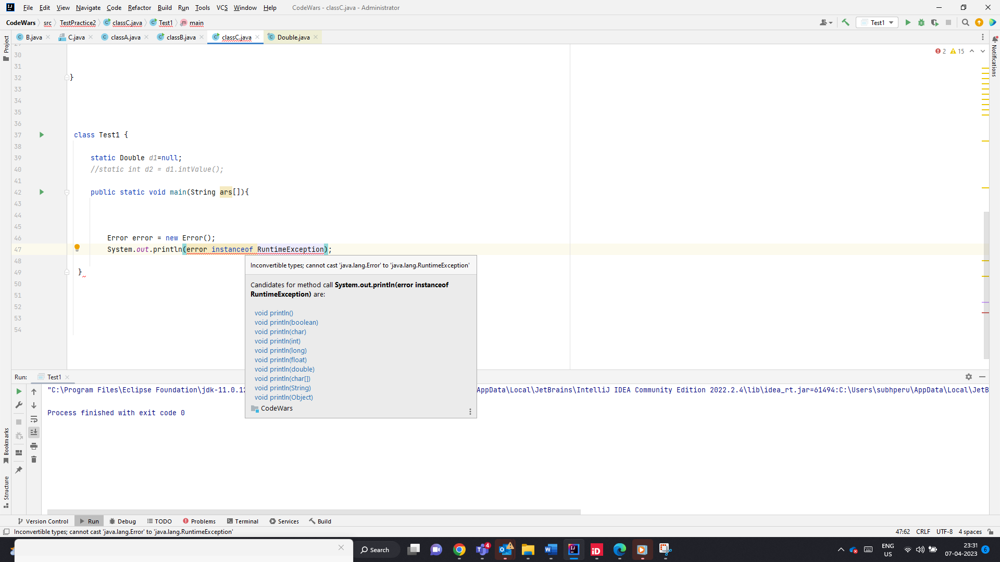 File Edit View Navigate Code Refactor Build Run Tools VCS Window Help CodeWars - classC.java - Administrator
CodeWars src TestPractice2 classC.java Test1 main Test1
B.java C.java classA.java classB.java classC.java Double.java
Project
Notifications
2 15
30
31
32 }
33
34
35
36
37 class Test1 {
38
39 static Double d1=null;
40 //static int d2 = d1.intValue();
41
42 public static void main(String ars[]){
43
44
45
46 Error error = new Error();
47 System.out.println(error instanceof RuntimeException);
48
49 }
50
51
52
53
54
Inconvertible types; cannot cast 'java.lang.Error' to 'java.lang.RuntimeException'
Candidates for method call System.out.println(error instanceof
RuntimeException) are:
void println()
void println(boolean)
void println(char)
void println(int)
void println(long)
void println(float)
void println(double)
void println(char[])
void println(String)
void println(Object)
CodeWars
Run: Test1
"C:\Program Files\Eclipse Foundation\jdk-11.0.12 AppData\Local\JetBrains\IntelliJ IDEA Community Edition 2022.2.4\lib\idea_rt.jar=61494:C:\Users\subhperu\AppData\Local\JetB
Process finished with exit code 0
Bookmarks
Structure
Version Control Run Debug TODO Problems Terminal Services Build
Inconvertible types; cannot cast 'java.lang.Error' to 'java.lang.RuntimeException' 47:62 CRLF UTF-8 4 spaces
Search 4 ENG US 23:31 07-04-2023 6